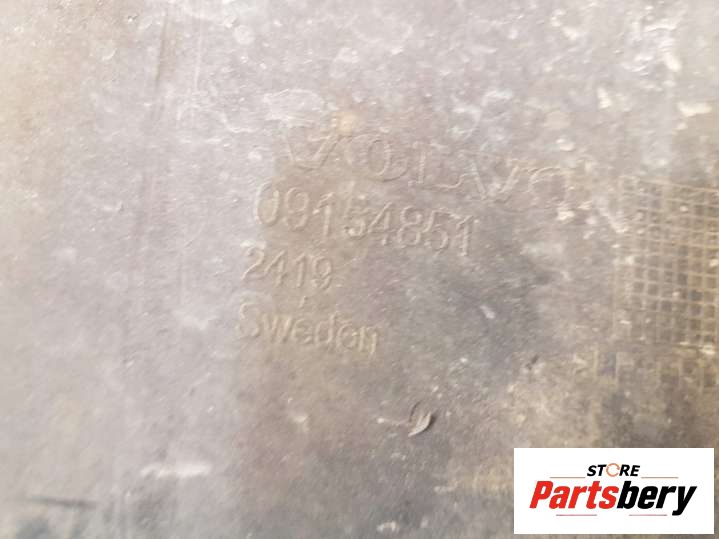 VOLVO
09154851
2419
Sweden
STORE
Partsbery